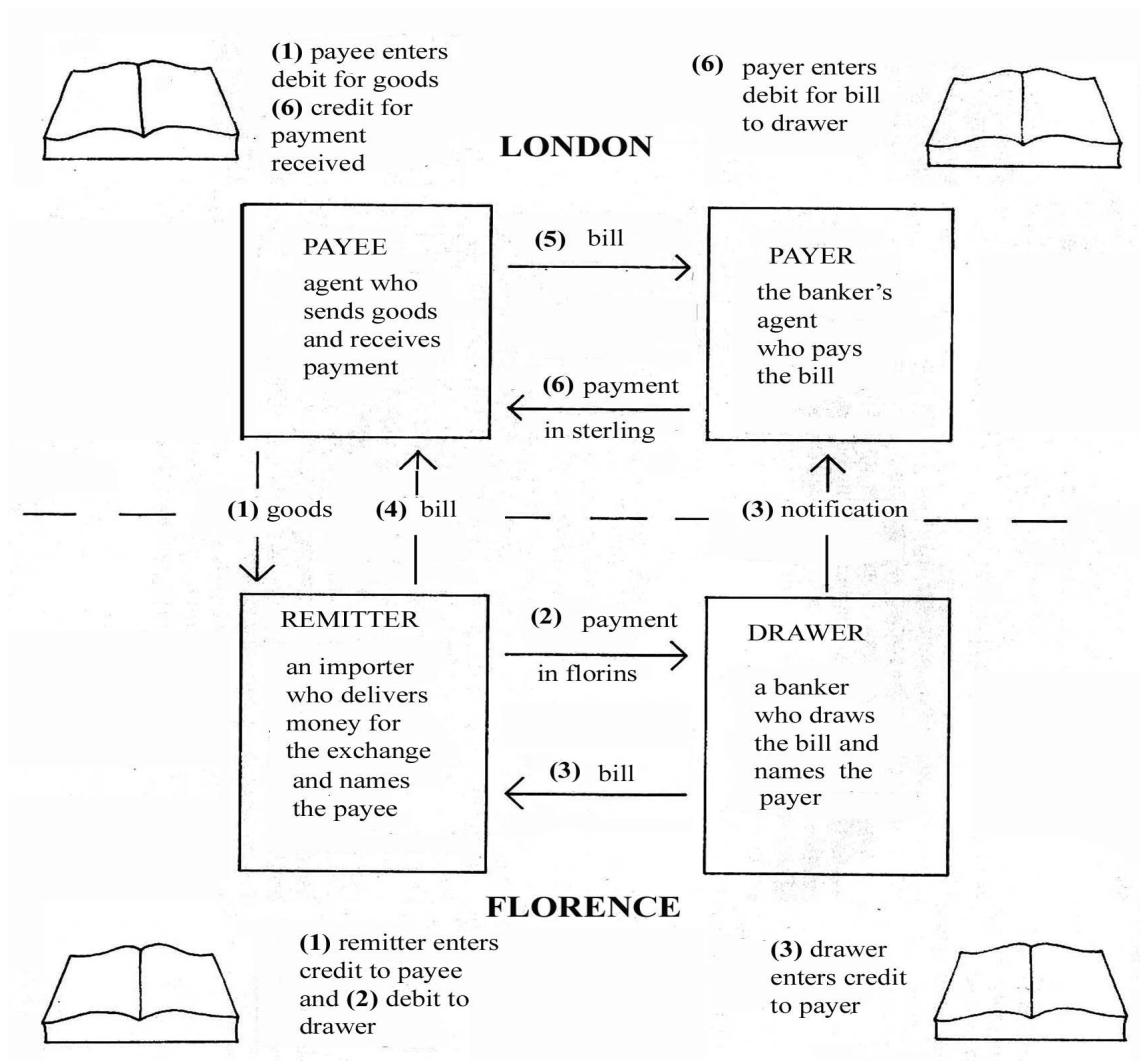 (1) payee enters
debit for goods
(6) credit for
payment
received
(6) payer enters
debit for bill
to drawer
LONDON
PAYEE
agent who
sends goods
and receives
payment
(5) bill
(6) payment
in sterling
PAYER
the banker's
agent
who pays
the bill
(1) goods
(4) bill
(3) notification
REMITTER
an importer
who delivers
money for
the exchange
and names
the payee
(2) payment
in florins
(3) bill
DRAWER
a banker
who draws
the bill and
names the
payer
FLORENCE
(1) remitter enters
credit to payee
and (2) debit to
drawer
(3) drawer
enters credit
to payer